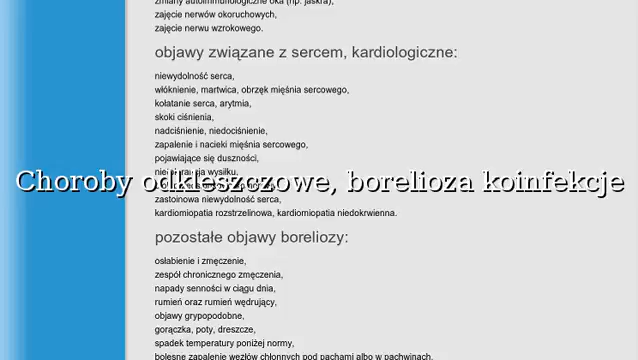 zmiany autoimmunologiczne oka (np. jaskra),
zajęcie nerwów okoruchowych,
zajęcie nerwu wzrokowego.
objawy związane z sercem, kardiologiczne:
niewydolność serca,
włóknienie, martwica, obrzęk mięśnia sercowego,
kołatanie serca, arytmia,
skoki ciśnienia,
nadciśnienie, niedociśnienie,
zapalenie i nacieki mięśnia sercowego,
pojawiające się duszności,
wysiłku,
Choroby odkleszczowe, borelioza koinfekcje
zastoinowa niewydolność serca,
kardiomiopatia rozstrzelinowa, kardiomiopatia niedokrwienna.
pozostałe objawy boreliozy:
osłabienie i zmęczenie,
zespół chronicznego zmęczenia,
napady senności w ciągu dnia,
rumień oraz rumień wędrujący,
objawy grypopodobne,
gorączka, poty, dreszcze,
spadek temperatury poniżej normy,
bolesne zapalenie węzłów chłonnych pod pachami albo w pachwinach,